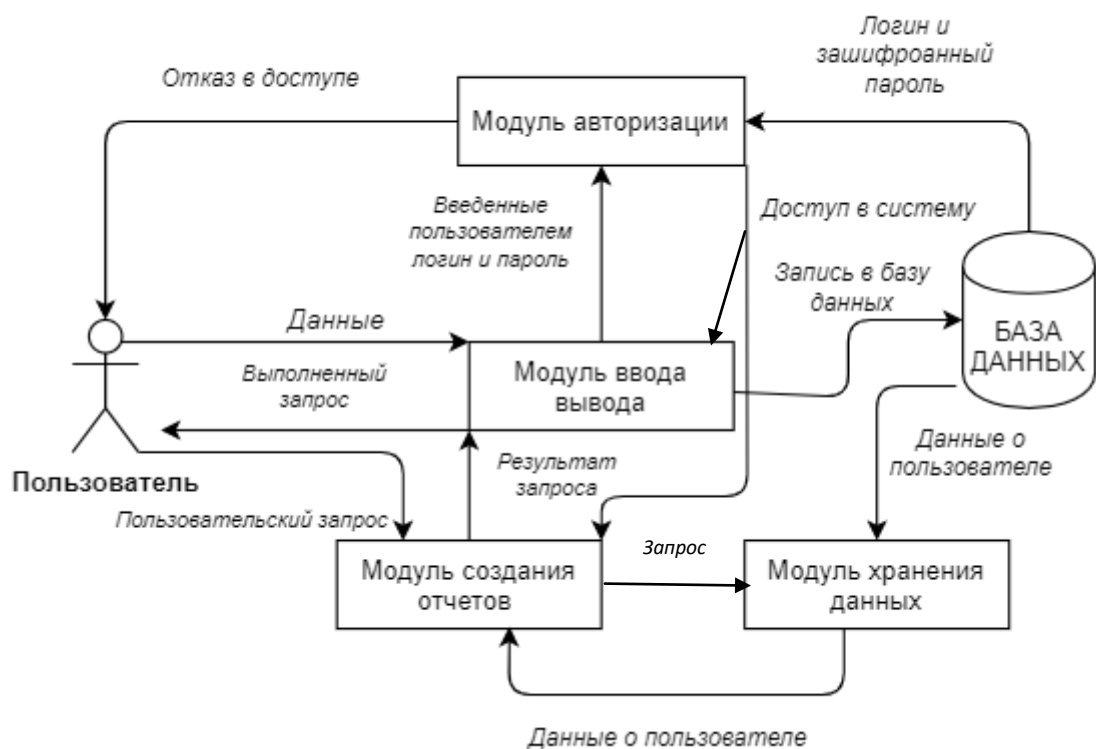 Логин и
зашифроанный
пароль
Отказ в доступе
Модуль авторизации
Введенные
пользователем
логин и пароль
Доступ в систему
Запись в базу
данных
БАЗА
ДАННЫХ
Данные
Выполненный
запрос
Модуль ввода
вывода
Данные о
пользователе
Пользователь
Результат
запроса
Пользовательский запрос
Запрос
Модуль создания
отчетов
Модуль хранения
данных
Данные о пользователе